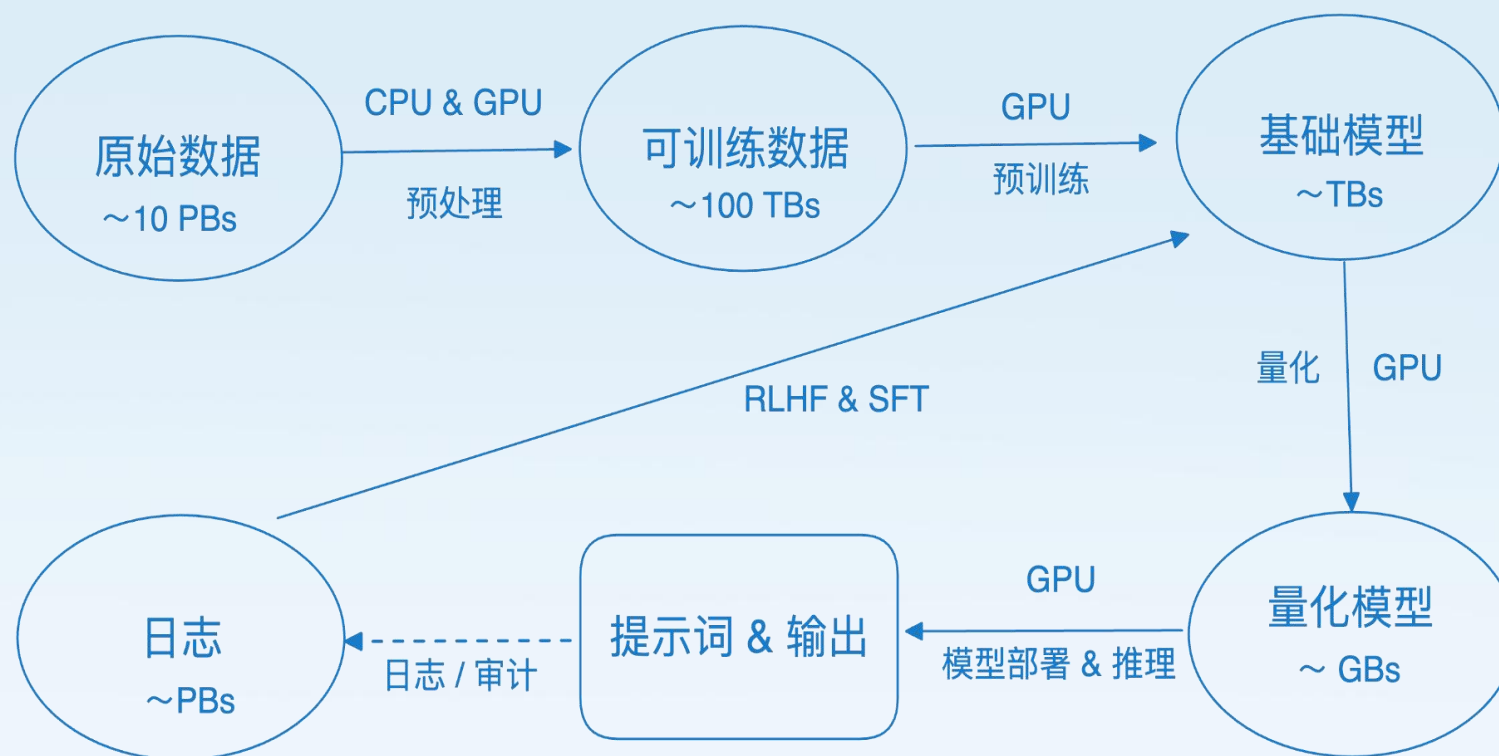 原始数据
~10 PBs
CPU & GPU
预处理
可训练数据
~100 TBs
GPU
预训练
基础模型
~TBs
RLHF & SFT
量化
GPU
日志
~PBs
日志 / 审计
提示词 & 输出
GPU
模型部署 & 推理
量化模型
~ GBs